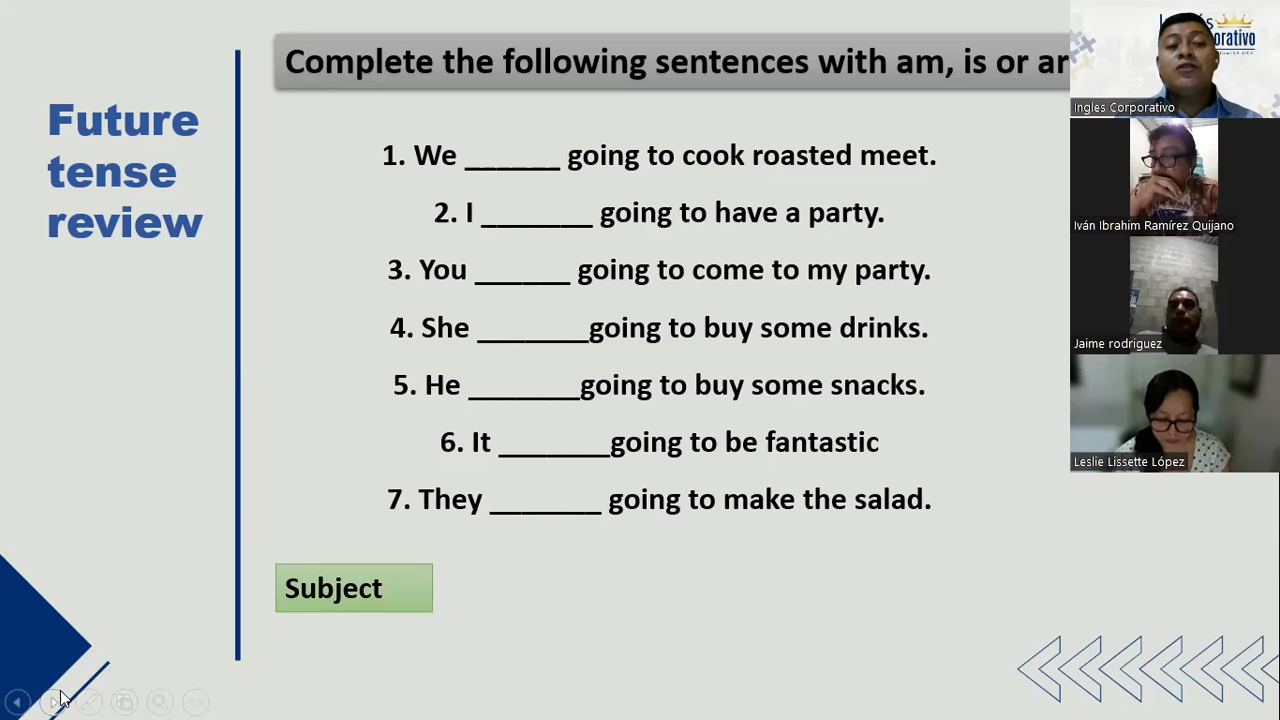 Complete the following sentences with am, is or ar
Future
tense
review
1. We ______ going to cook roasted meet.
2. I _______ going to have a party.
3. You ______ going to come to my party.
4. She _______going to buy some drinks.
5. He _______going to buy some snacks.
6. It _______going to be fantastic
7. They _______ going to make the salad.
Subject
Ingles Corporativo
Iván Ibrahim Ramírez Quijano
Jaime rodriguez
Leslie Lissette López